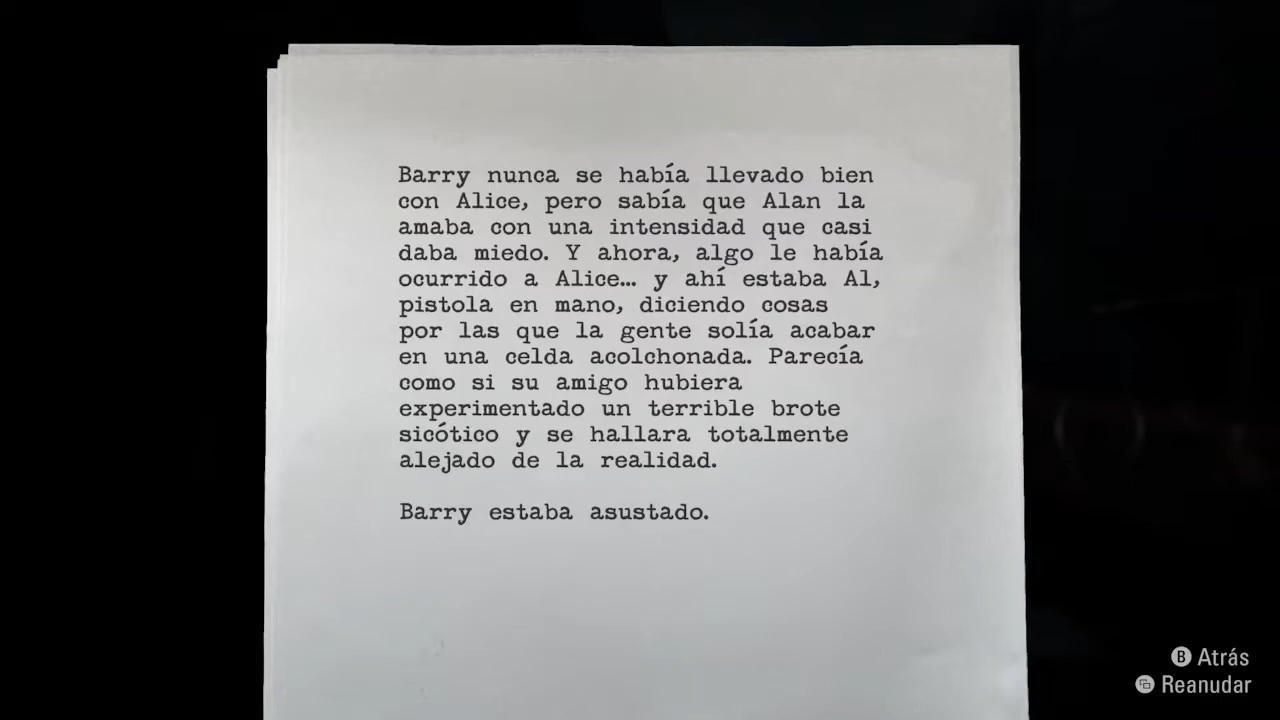 Barry nunca se había llevado bien
con Alice, pero sabía que Alan la
amaba con una intensidad que casi
daba miedo. Y ahora, algo le había
ocurrido a Alice… y ahí estaba Al,
pistola en mano, diciendo cosas
por las que la gente solía acabar
en una celda acolchonada. Parecía
como si su amigo hubiera
experimentado un terrible brote
sicótico y se hallara totalmente
alejado de la realidad.

Barry estaba asustado.
B Atrás
Reanudar